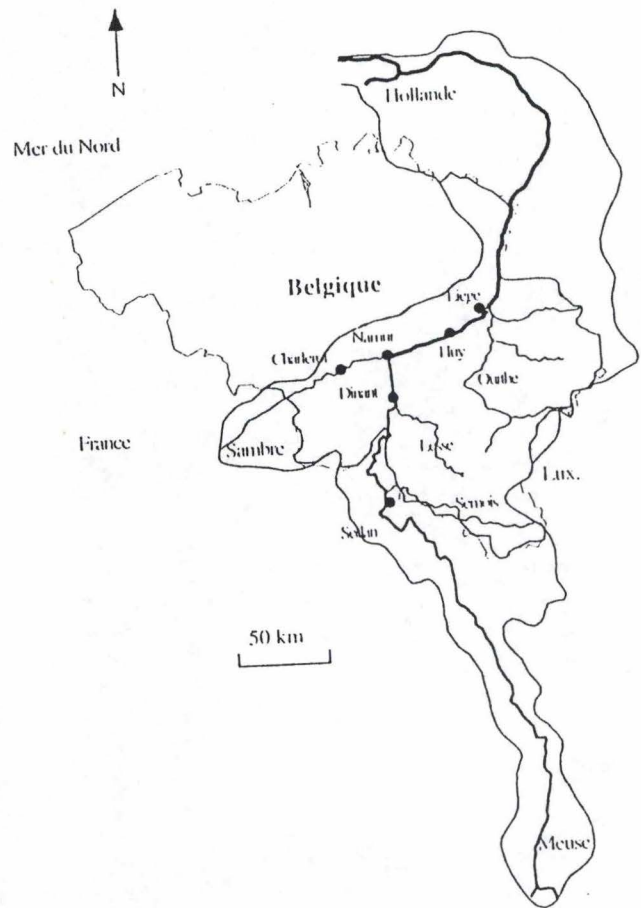 N
Hollande
Mer du Nord
Belgique
Liège
Namur
Huy
Charleroi
Ourthe
Dinant
France
Sambre
Lesse
Lux.
Semois
Sedan
50 km
Meuse